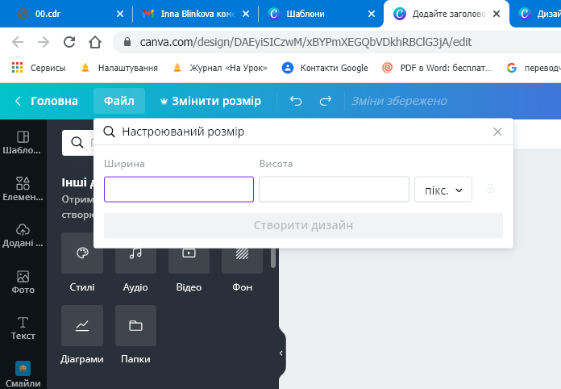 00.cdr
Inna Blinkova ком
Шаблони
Додайте заголово
Дизай
canva.com/design/DAEyiSICzwM/xBYPmXEGQbVDkhRBClG3jA/edit
Сервисы
Налаштування
Журнал «На Урок»
Контакти Google
PDF в Word: бесплат...
переводч
Головна
Файл
Змінити розмір
Зміни збережено
Настроюваний розмір
Ширина
Висота
пікс.
Створити дизайн
Шабло...
Елемен...
Додані ...
Фото
Текст
Смайли
Інші д
Отрим
створю
Стилі
Аудіо
Відео
Фон
Діаграми
Папки